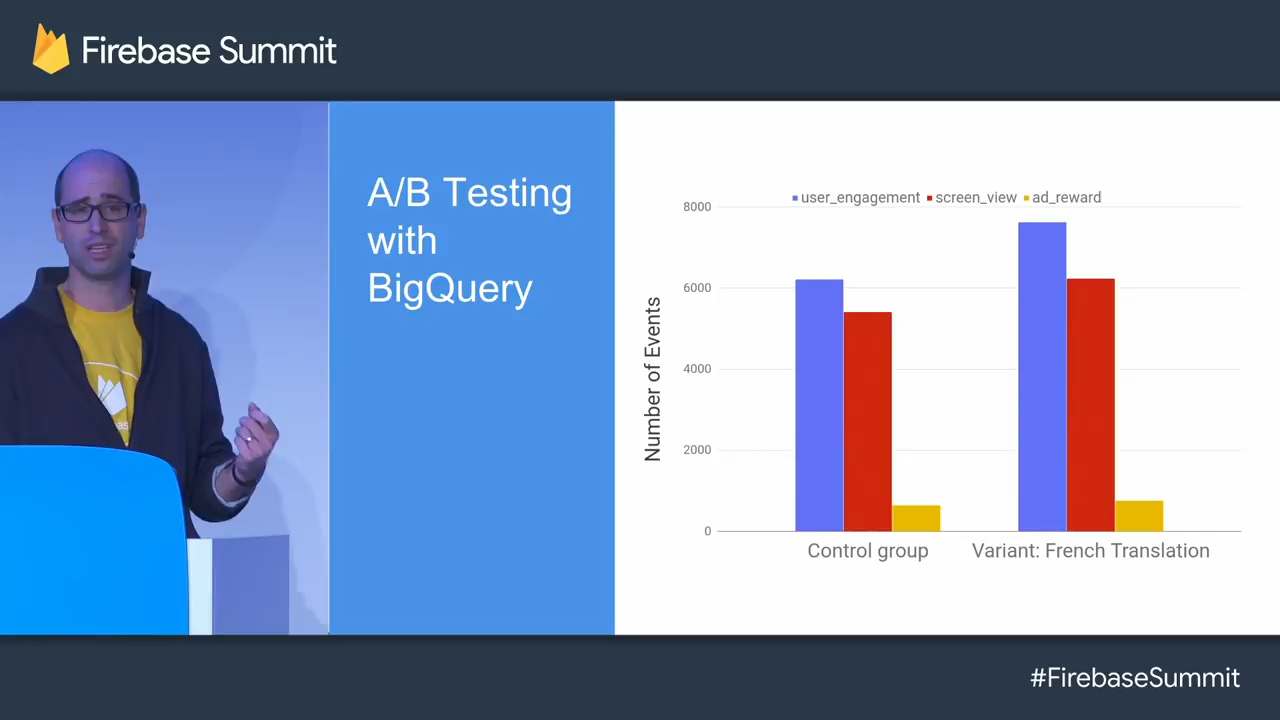 Firebase Summit
A/B Testing
with
BigQuery
user_engagement screen_view ad_reward
8000
6000
4000
2000
0
Number of Events
Control group
Variant: French Translation
#FirebaseSummit